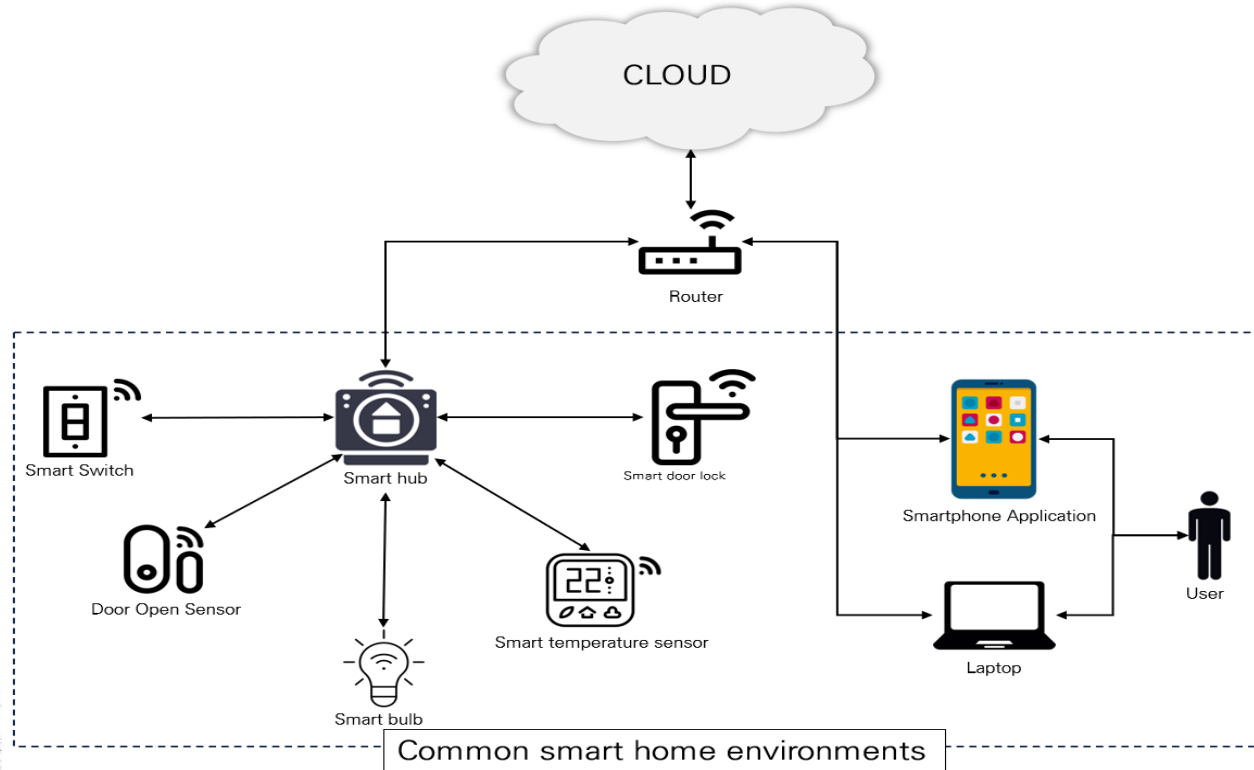 CLOUD
Router
Smart Switch
Smart hub
Smart door lock
Smartphone Application
Door Open Sensor
22
Smart temperature sensor
User
Laptop
Smart bulb
Common smart home environments